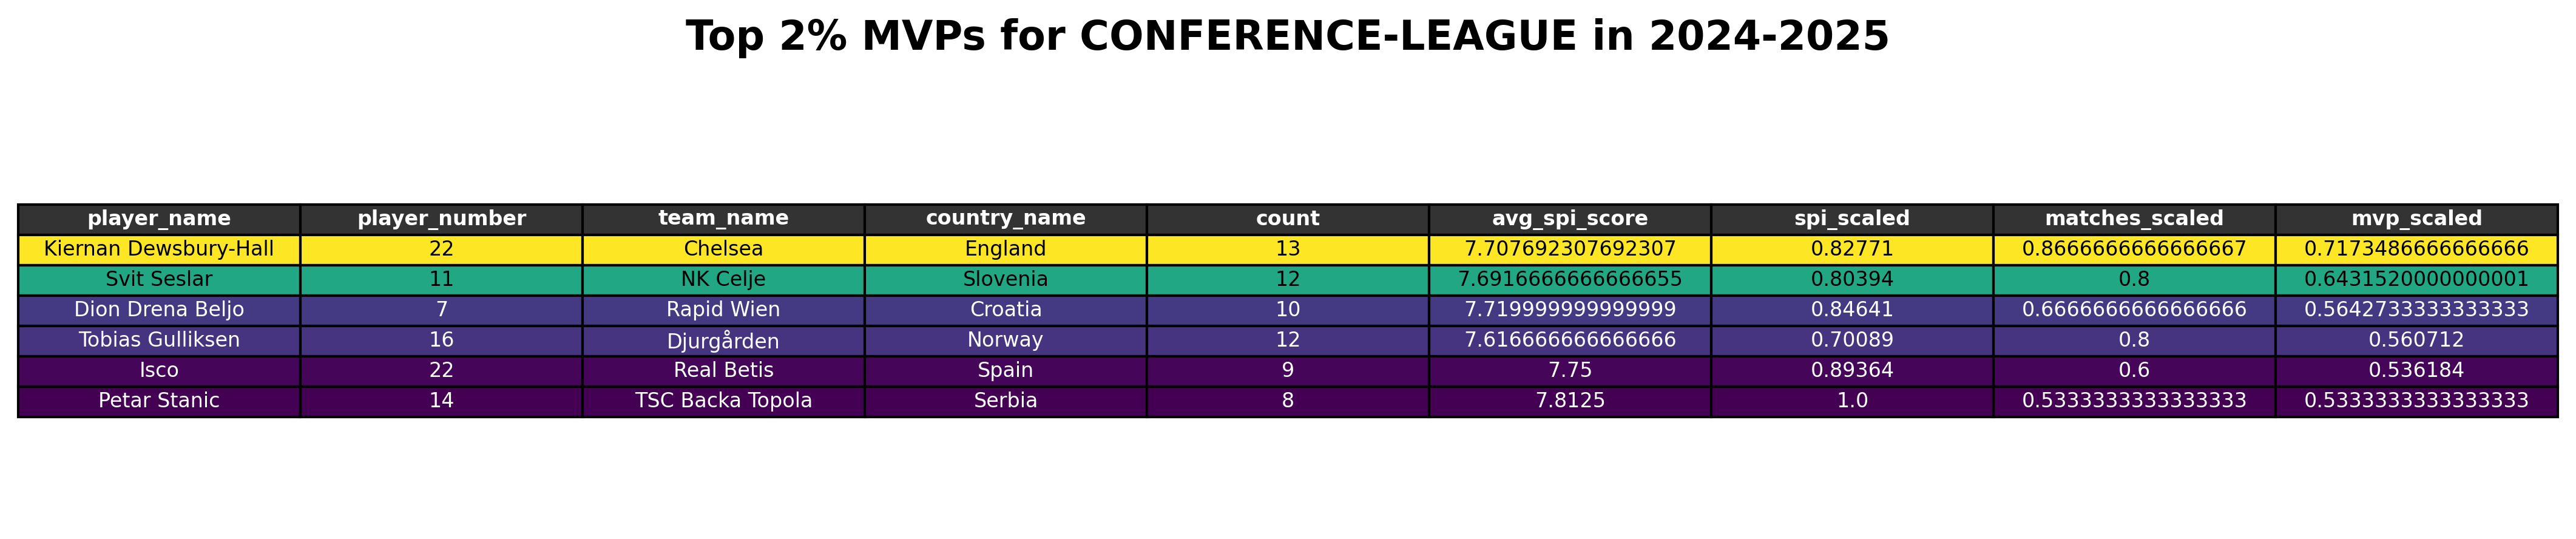 Top 2% MVPs for CONFERENCE-LEAGUE in 2024-2025
player_name player_number team_name country_name count avg_spi_score spi_scaled matches_scaled mvp_scaled
Kiernan Dewsbury-Hall 22 Chelsea England 13 7.707692307692307 0.82771 0.8666666666666667 0.7173486666666666
Svit Seslar 11 NK Celje Slovenia 12 7.6916666666666655 0.80394 0.8 0.6431520000000001
Dion Drena Beljo 7 Rapid Wien Croatia 10 7.719999999999999 0.84641 0.6666666666666666 0.5642733333333333
Tobias Gulliksen 16 Djurgården Norway 12 7.616666666666666 0.70089 0.8 0.560712
Isco 22 Real Betis Spain 9 7.75 0.89364 0.6 0.536184
Petar Stanic 14 TSC Backa Topola Serbia 8 7.8125 1.0 0.5333333333333333 0.5333333333333333